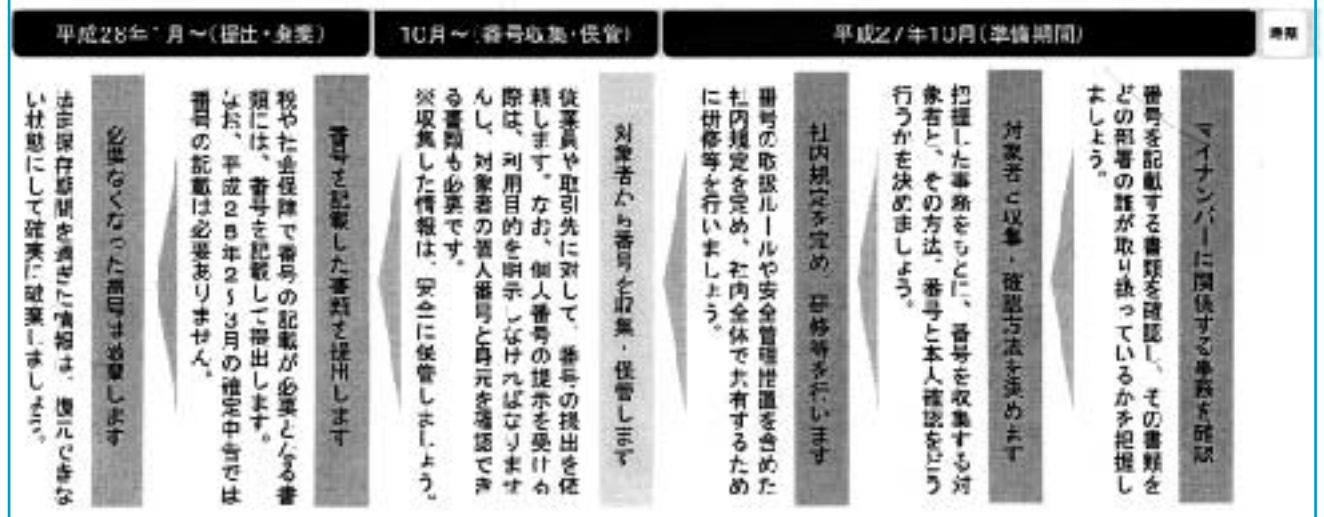 時期
平成27年10月(準備期間)
マイナンバーに関係する事務を確認
番号を記載する書類を確認し、その書類を
どの部署の誰が取り扱っているかを把握し
ましょう。
対象者と収集・確認方法を決めます
把握した事務をもとに、番号を収集する対
象者と、その方法、番号と本人確認をどう
行うかを決めましょう。
社内規定を定め、研修等を行います
番号の取扱ルールや安全管理措置を含めた
社内規定を定め、社内全体で共有するため
に研修等を行いましょう。
10月~(番号収集・保管)
対象者から番号を収集・保管します
従業員や取引先に対して、番号の提出を依
頼します。なお、個人番号の提示を受ける
際は、利用目的を明示しなければなりませ
んし、対象者の個人番号と身元を確認でき
る書類も必要です。
※収集した情報は、安全に保管しましょう。
平成28年1月~(提出・廃棄)
番号を記載した書類を提出します
税や社会保障で番号の記載が必要となる書
類には、番号を記載して提出します。
なお、平成28年2~3月の確定申告では
番号の記載は必要ありません。
必要なくなった番号は廃棄します
法定保存期間を過ぎた情報は、復元できな
い状態にして確実に破棄しましょう。